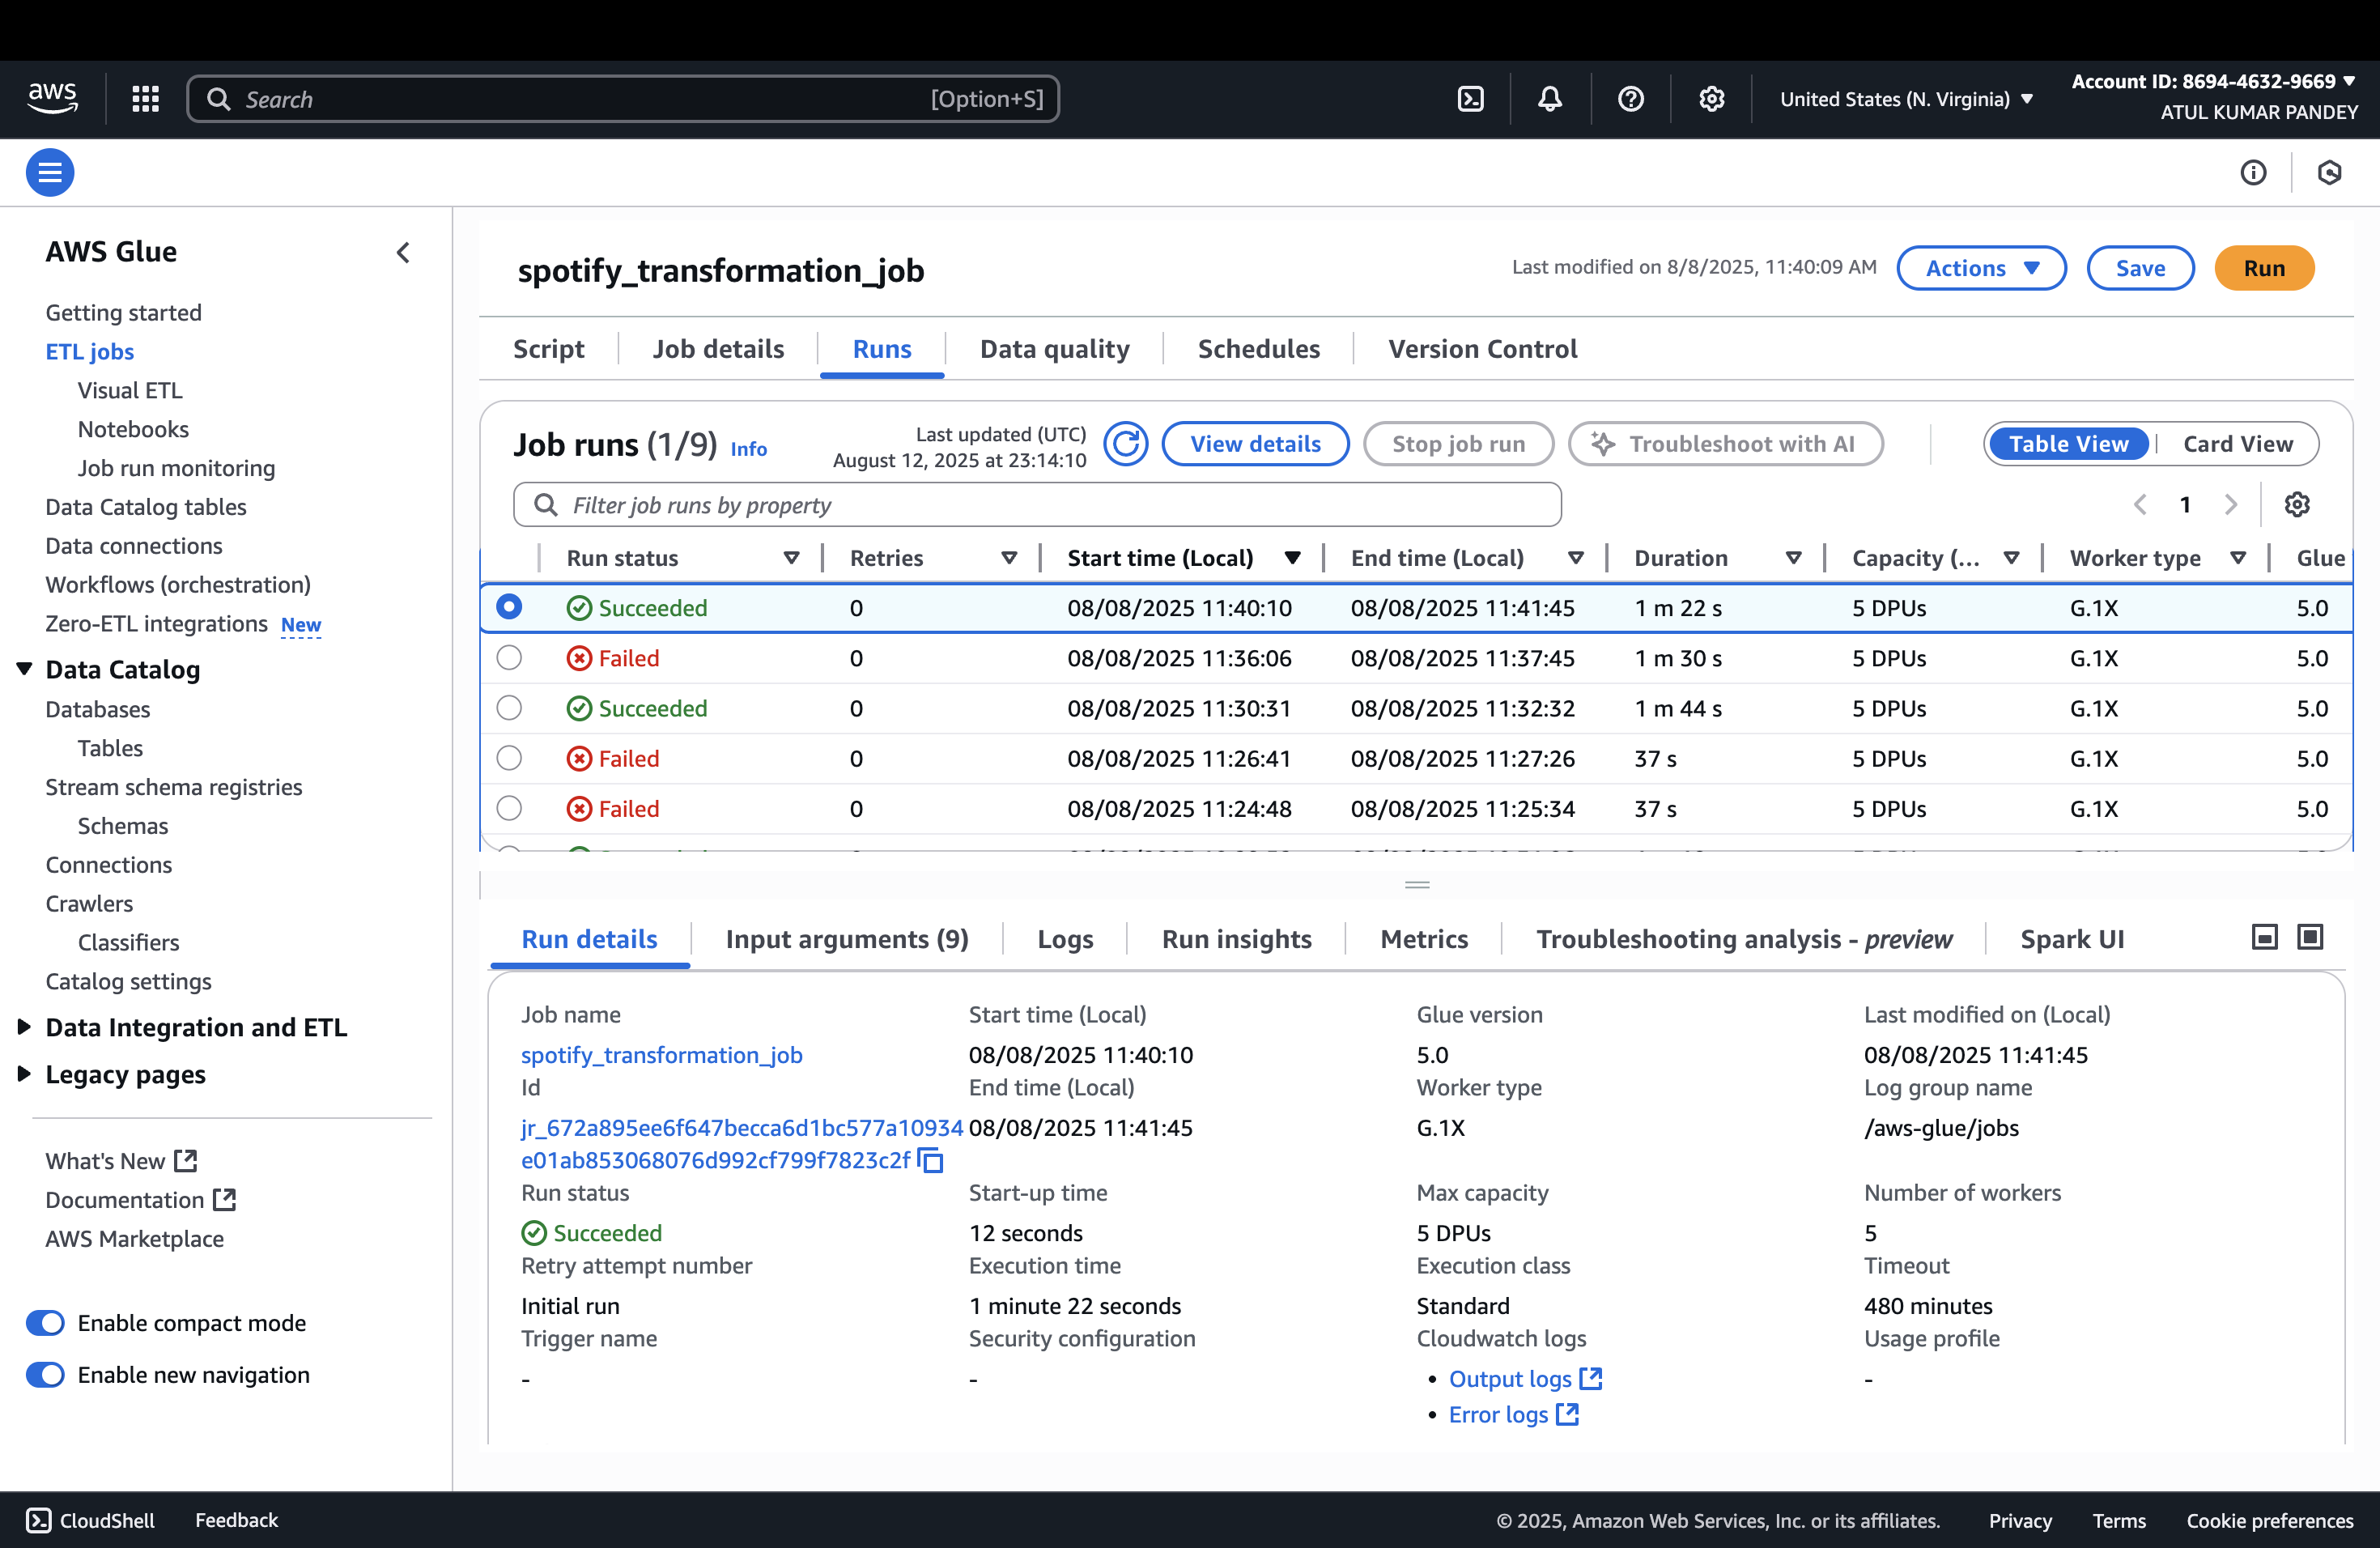 aws
Search [Option+S]
United States (N. Virginia)
Account ID: 8694-4632-9669
ATUL KUMAR PANDEY
AWS Glue
Getting started
ETL jobs
Visual ETL
Notebooks
Job run monitoring
Data Catalog tables
Data connections
Workflows (orchestration)
Zero-ETL integrations New
Data Catalog
Databases
Tables
Stream schema registries
Schemas
Connections
Crawlers
Classifiers
Catalog settings
Data Integration and ETL
Legacy pages
What's New
Documentation
AWS Marketplace
Enable compact mode
Enable new navigation
spotify_transformation_job
Last modified on 8/8/2025, 11:40:09 AM
Actions
Save
Run
Script Job details Runs Data quality Schedules Version Control
Job runs (1/9) Info
Last updated (UTC)
August 12, 2025 at 23:14:10
View details
Stop job run
Troubleshoot with AI
Table View Card View
Filter job runs by property
1
Run status Retries Start time (Local) End time (Local) Duration Capacity (... Worker type Glue
Succeeded 0 08/08/2025 11:40:10 08/08/2025 11:41:45 1 m 22 s 5 DPUs G.1X 5.0
Failed 0 08/08/2025 11:36:06 08/08/2025 11:37:45 1 m 30 s 5 DPUs G.1X 5.0
Succeeded 0 08/08/2025 11:30:31 08/08/2025 11:32:32 1 m 44 s 5 DPUs G.1X 5.0
Failed 0 08/08/2025 11:26:41 08/08/2025 11:27:26 37 s 5 DPUs G.1X 5.0
Failed 0 08/08/2025 11:24:48 08/08/2025 11:25:34 37 s 5 DPUs G.1X 5.0
Run details Input arguments (9) Logs Run insights Metrics Troubleshooting analysis - preview Spark UI
Job name Start time (Local) Glue version Last modified on (Local)
spotify_transformation_job 08/08/2025 11:40:10 5.0 08/08/2025 11:41:45
Id End time (Local) Worker type Log group name
jr_672a895ee6f647becca6d1bc577a10934 08/08/2025 11:41:45 G.1X /aws-glue/jobs
e01ab853068076d992cf799f7823c2f
Run status Start-up time Max capacity Number of workers
Succeeded 12 seconds 5 DPUs 5
Retry attempt number Execution time Execution class Timeout
Initial run 1 minute 22 seconds Standard 480 minutes
Trigger name Security configuration Cloudwatch logs Usage profile
- - • Output logs -
• Error logs
CloudShell Feedback © 2025, Amazon Web Services, Inc. or its affiliates. Privacy Terms Cookie preferences